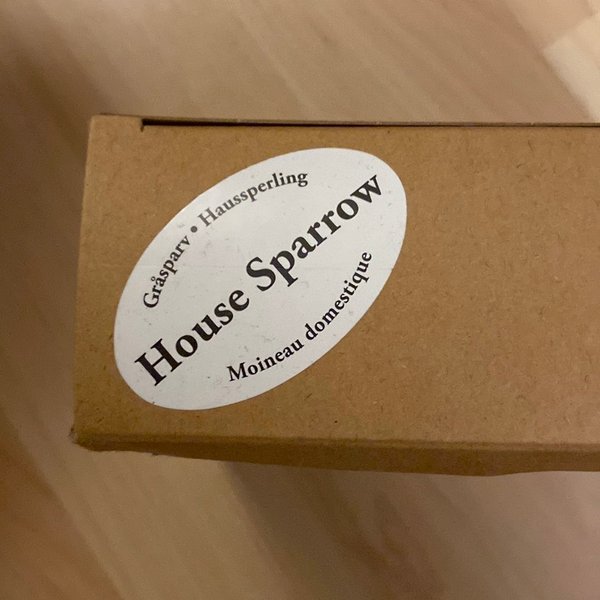 Gråsparv • Haussperling
House Sparrow
Moineau domestique